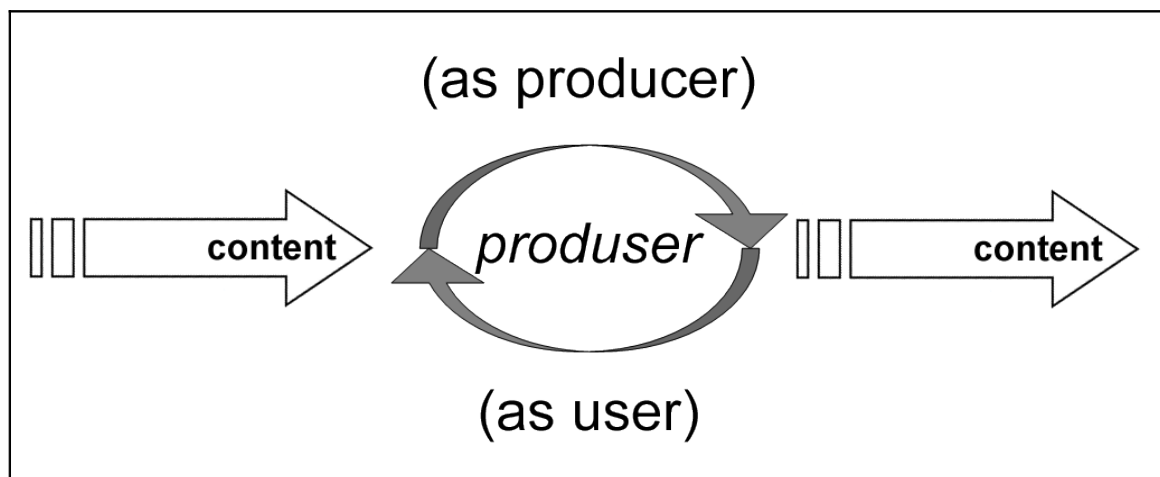 (as producer)
content
produser
content
(as user)